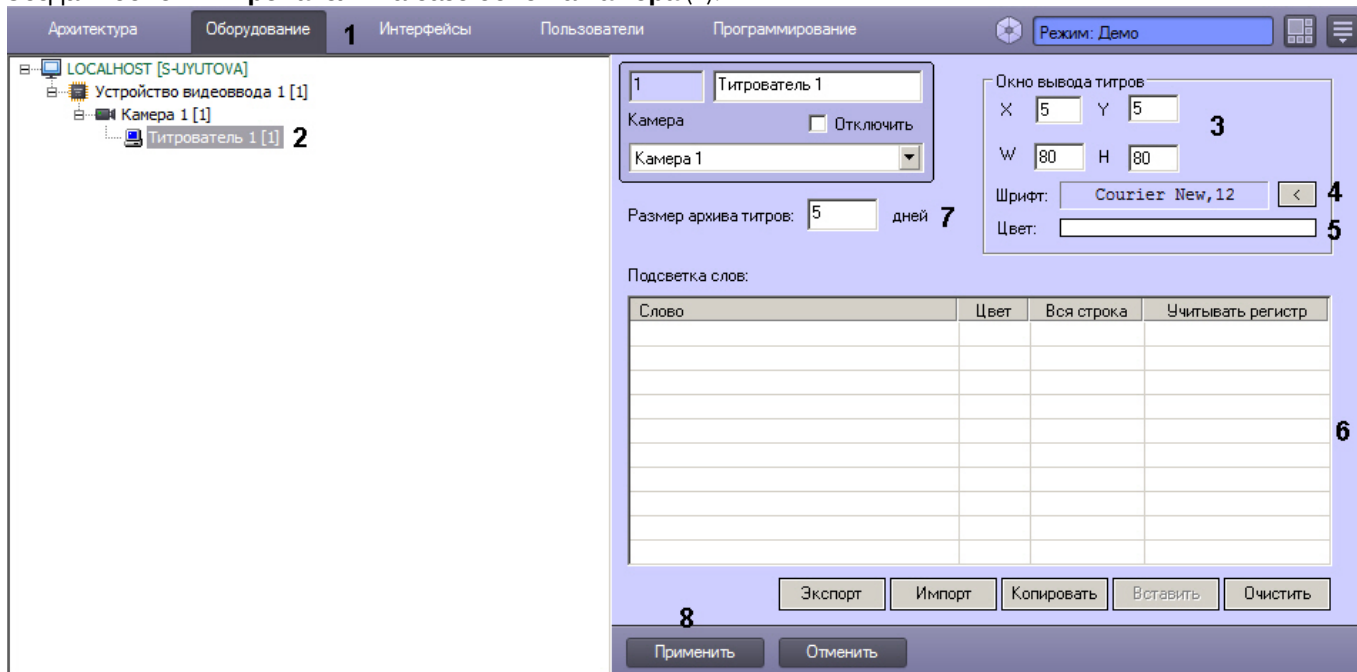 Архитектура Оборудование 1 Интерфейсы Пользователи Программирование Режим: Демо
LOCALHOST [S-UYUTOVA]
Устройство видеоввода 1 [1]
Камера 1 [1]
Титрователь 1 [1] 2
1 Титрователь 1
Камера Отключить
Камера 1
Размер архива титров: 5 дней 7
Окно вывода титров
X 5 Y 5 3
W 80 H 80
Шрифт: Courier New,12 < 4
Цвет: 5
Подсветка слов:
Слово Цвет Вся строка Учитывать регистр
6
Экспорт Импорт Копировать Вставить Очистить
8
Применить Отменить